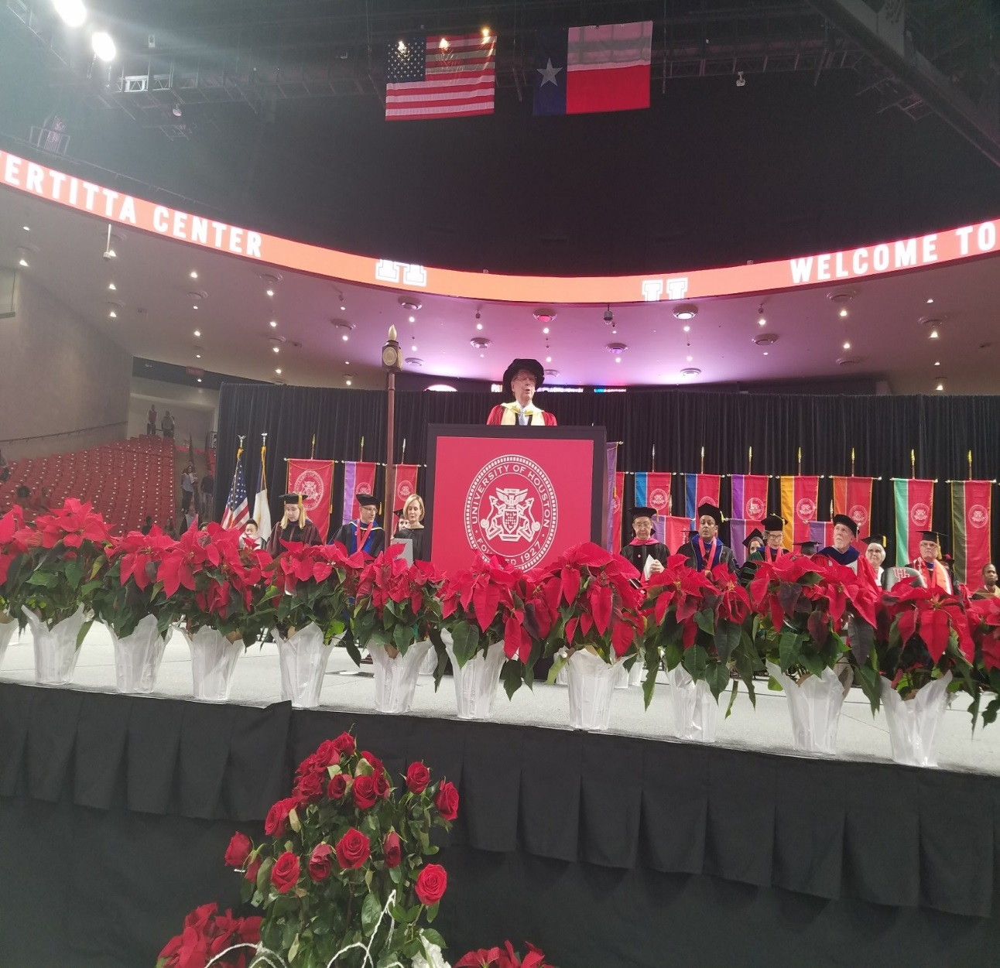 ERTITTA CENTER
WELCOME TO
UNIVERSITY OF HOUSTON
FOUNDED 1927